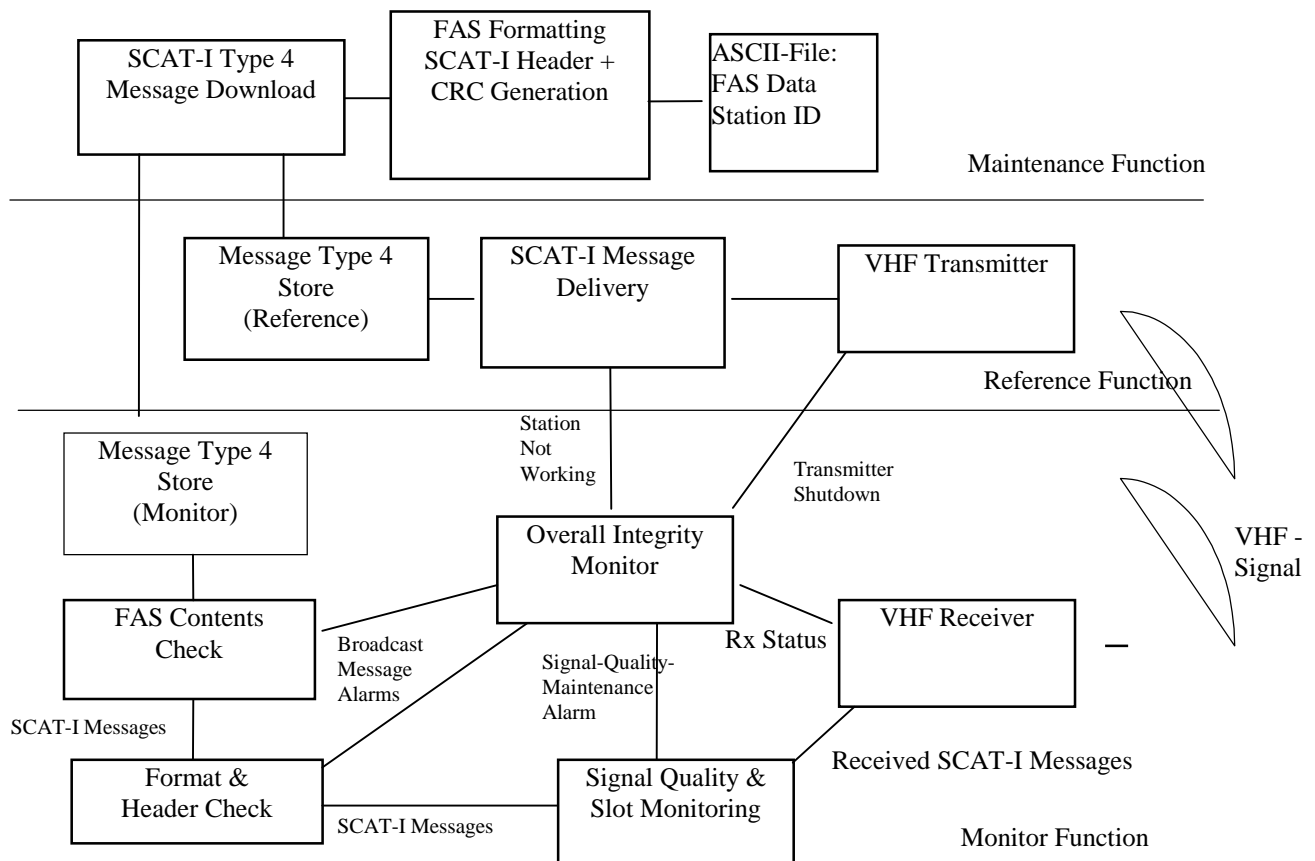 SCAT-I Type 4
Message Download
FAS Formatting
SCAT-I Header +
CRC Generation
ASCII-File:
FAS Data
Station ID
Maintenance Function
Message Type 4
Store
(Reference)
SCAT-I Message
Delivery
VHF Transmitter
Reference Function
Message Type 4
Store
(Monitor)
Station
Not
Working
Transmitter
Shutdown
Overall Integrity
Monitor
VHF -
Signal
FAS Contents
Check
Broadcast
Message
Alarms
Signal-Quality-
Maintenance
Alarm
Rx Status
VHF Receiver
SCAT-I Messages
Format &
Header Check
SCAT-I Messages
Signal Quality &
Slot Monitoring
Received SCAT-I Messages
Monitor Function